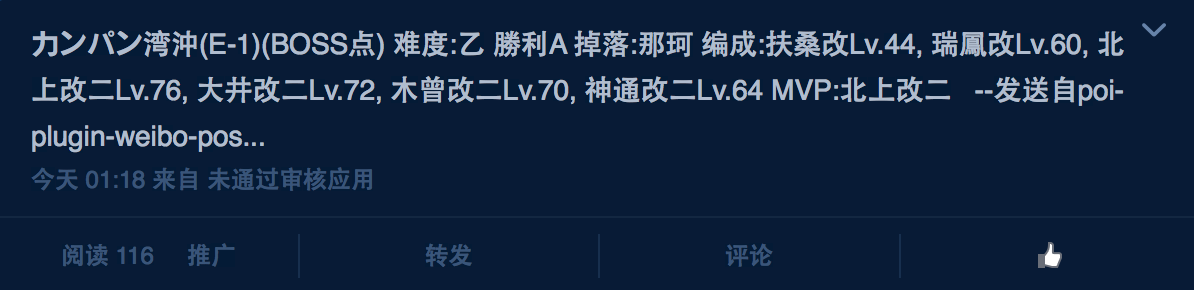 カンパン湾沖(E-1)(BOSS点) 难度:乙 勝利A 掉落:那珂 编成:扶桑改Lv.44, 瑞鳳改Lv.60, 北
上改二Lv.76, 大井改二Lv.72, 木曾改二Lv.70, 神通改二Lv.64 MVP:北上改二 --发送自poi-
plugin-weibo-pos...
今天 01:18 来自 未通过审核应用
阅读 116 推广 转发 评论